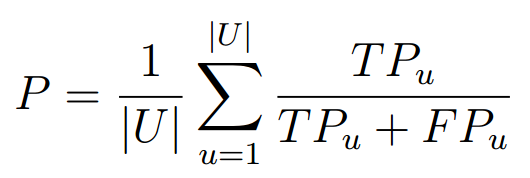 P = \frac{1}{|U|} \sum_{u=1}^{|U|} \frac{TP_u}{TP_u + FP_u}